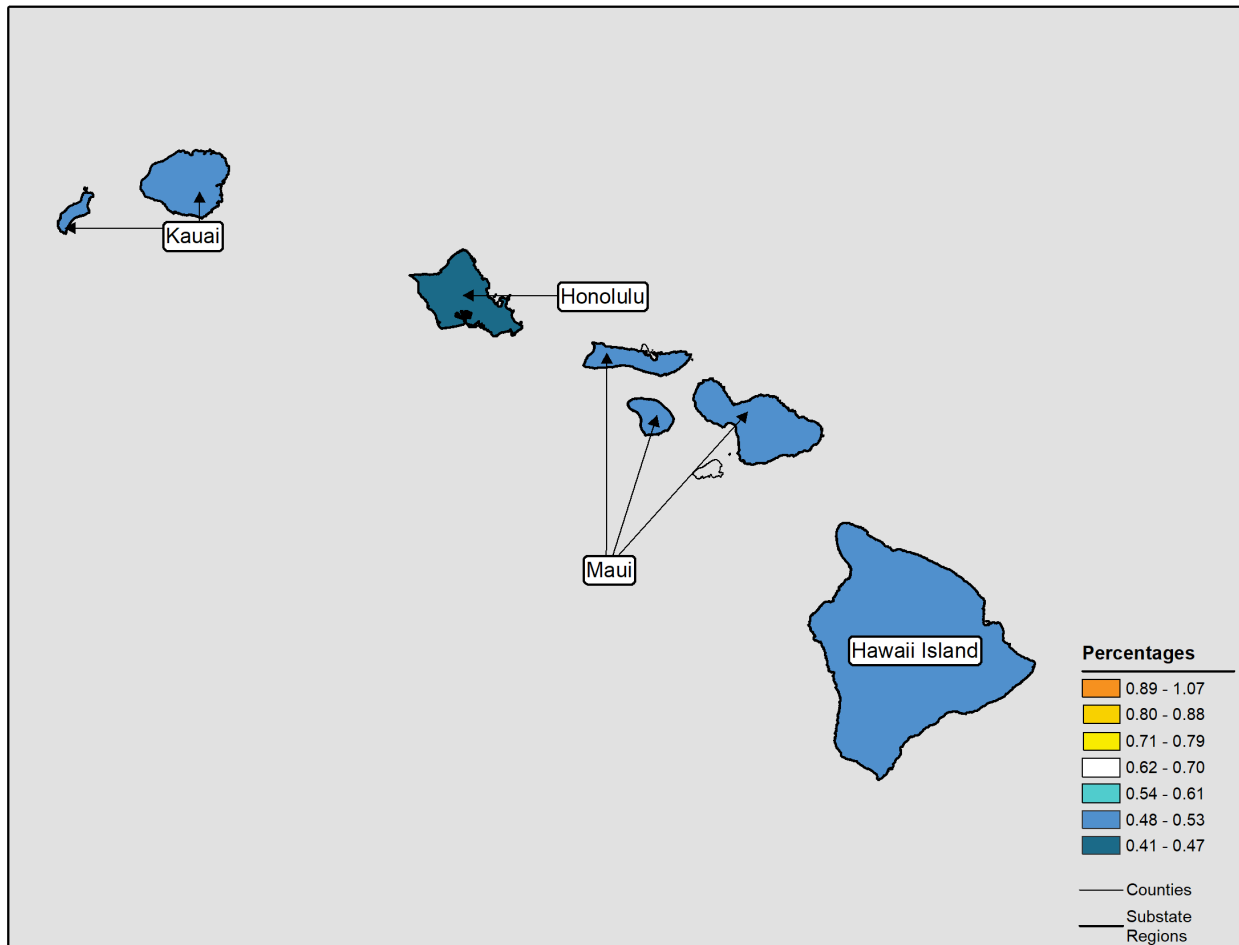 Kauai
Honolulu
Maui
Hawaii Island
Percentages
0.89 - 1.07
0.80 - 0.88
0.71 - 0.79
0.62 - 0.70
0.54 - 0.61
0.48 - 0.53
0.41 - 0.47
Counties
Substate
Regions